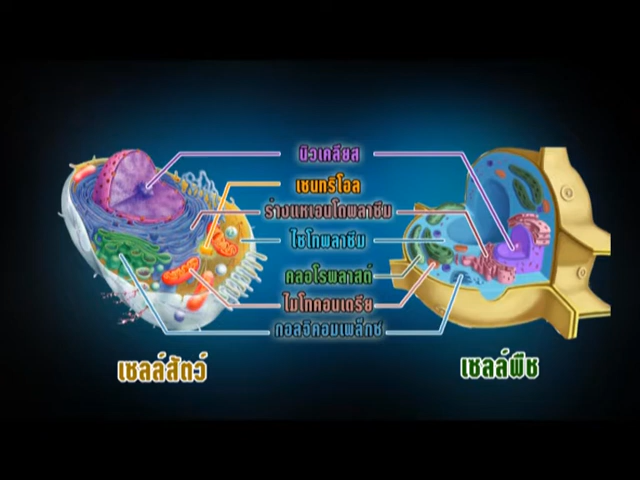 นิวเคลียส
เซนทริโอล
ร่างแหเอนโดพลาซึม
ไซโทพลาซึม
คลอโรพลาสต์
ไมโทคอนเดรีย
กอลจิคอมเพล็กซ์
เซลล์สัตว์
เซลล์พืช